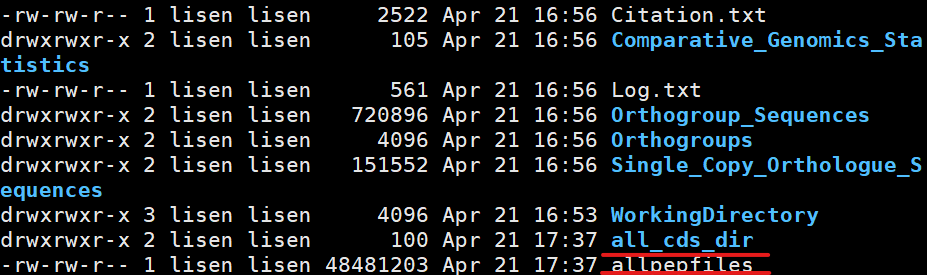 -rw-rw-r-- 1 lisen lisen     2522 Apr 21 16:56 Citation.txt
drwxrwxr-x 2 lisen lisen      105 Apr 21 16:56 Comparative_Genomics_Sta
tistics
-rw-rw-r-- 1 lisen lisen      561 Apr 21 16:56 Log.txt
drwxrwxr-x 2 lisen lisen   720896 Apr 21 16:56 Orthogroup_Sequences
drwxrwxr-x 2 lisen lisen     4096 Apr 21 16:56 Orthogroups
drwxrwxr-x 2 lisen lisen   151552 Apr 21 16:56 Single_Copy_Orthologue_S
equences
drwxrwxr-x 3 lisen lisen     4096 Apr 21 16:53 WorkingDirectory
drwxrwxr-x 2 lisen lisen      100 Apr 21 17:37 all_cds_dir
-rw-rw-r-- 1 lisen lisen 48481203 Apr 21 17:37 allpepfiles